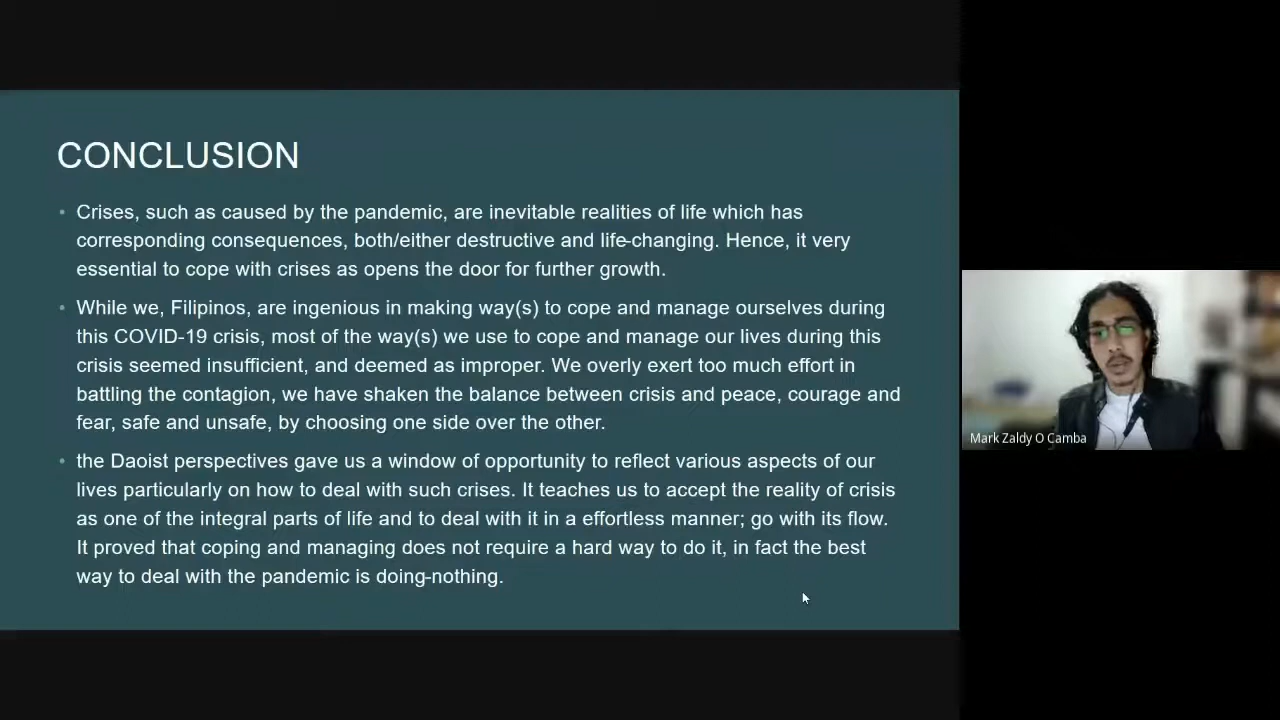 CONCLUSION
• Crises, such as caused by the pandemic, are inevitable realities of life which has
corresponding consequences, both/either destructive and life-changing. Hence, it very
essential to cope with crises as opens the door for further growth.
• While we, Filipinos, are ingenious in making way(s) to cope and manage ourselves during
this COVID-19 crisis, most of the way(s) we use to cope and manage our lives during this
crisis seemed insufficient, and deemed as improper. We overly exert too much effort in
battling the contagion, we have shaken the balance between crisis and peace, courage and
fear, safe and unsafe, by choosing one side over the other.
• the Daoist perspectives gave us a window of opportunity to reflect various aspects of our
lives particularly on how to deal with such crises. It teaches us to accept the reality of crisis
as one of the integral parts of life and to deal with it in a effortless manner; go with its flow.
It proved that coping and managing does not require a hard way to do it, in fact the best
way to deal with the pandemic is doing-nothing.
Mark Zaldy O Camba